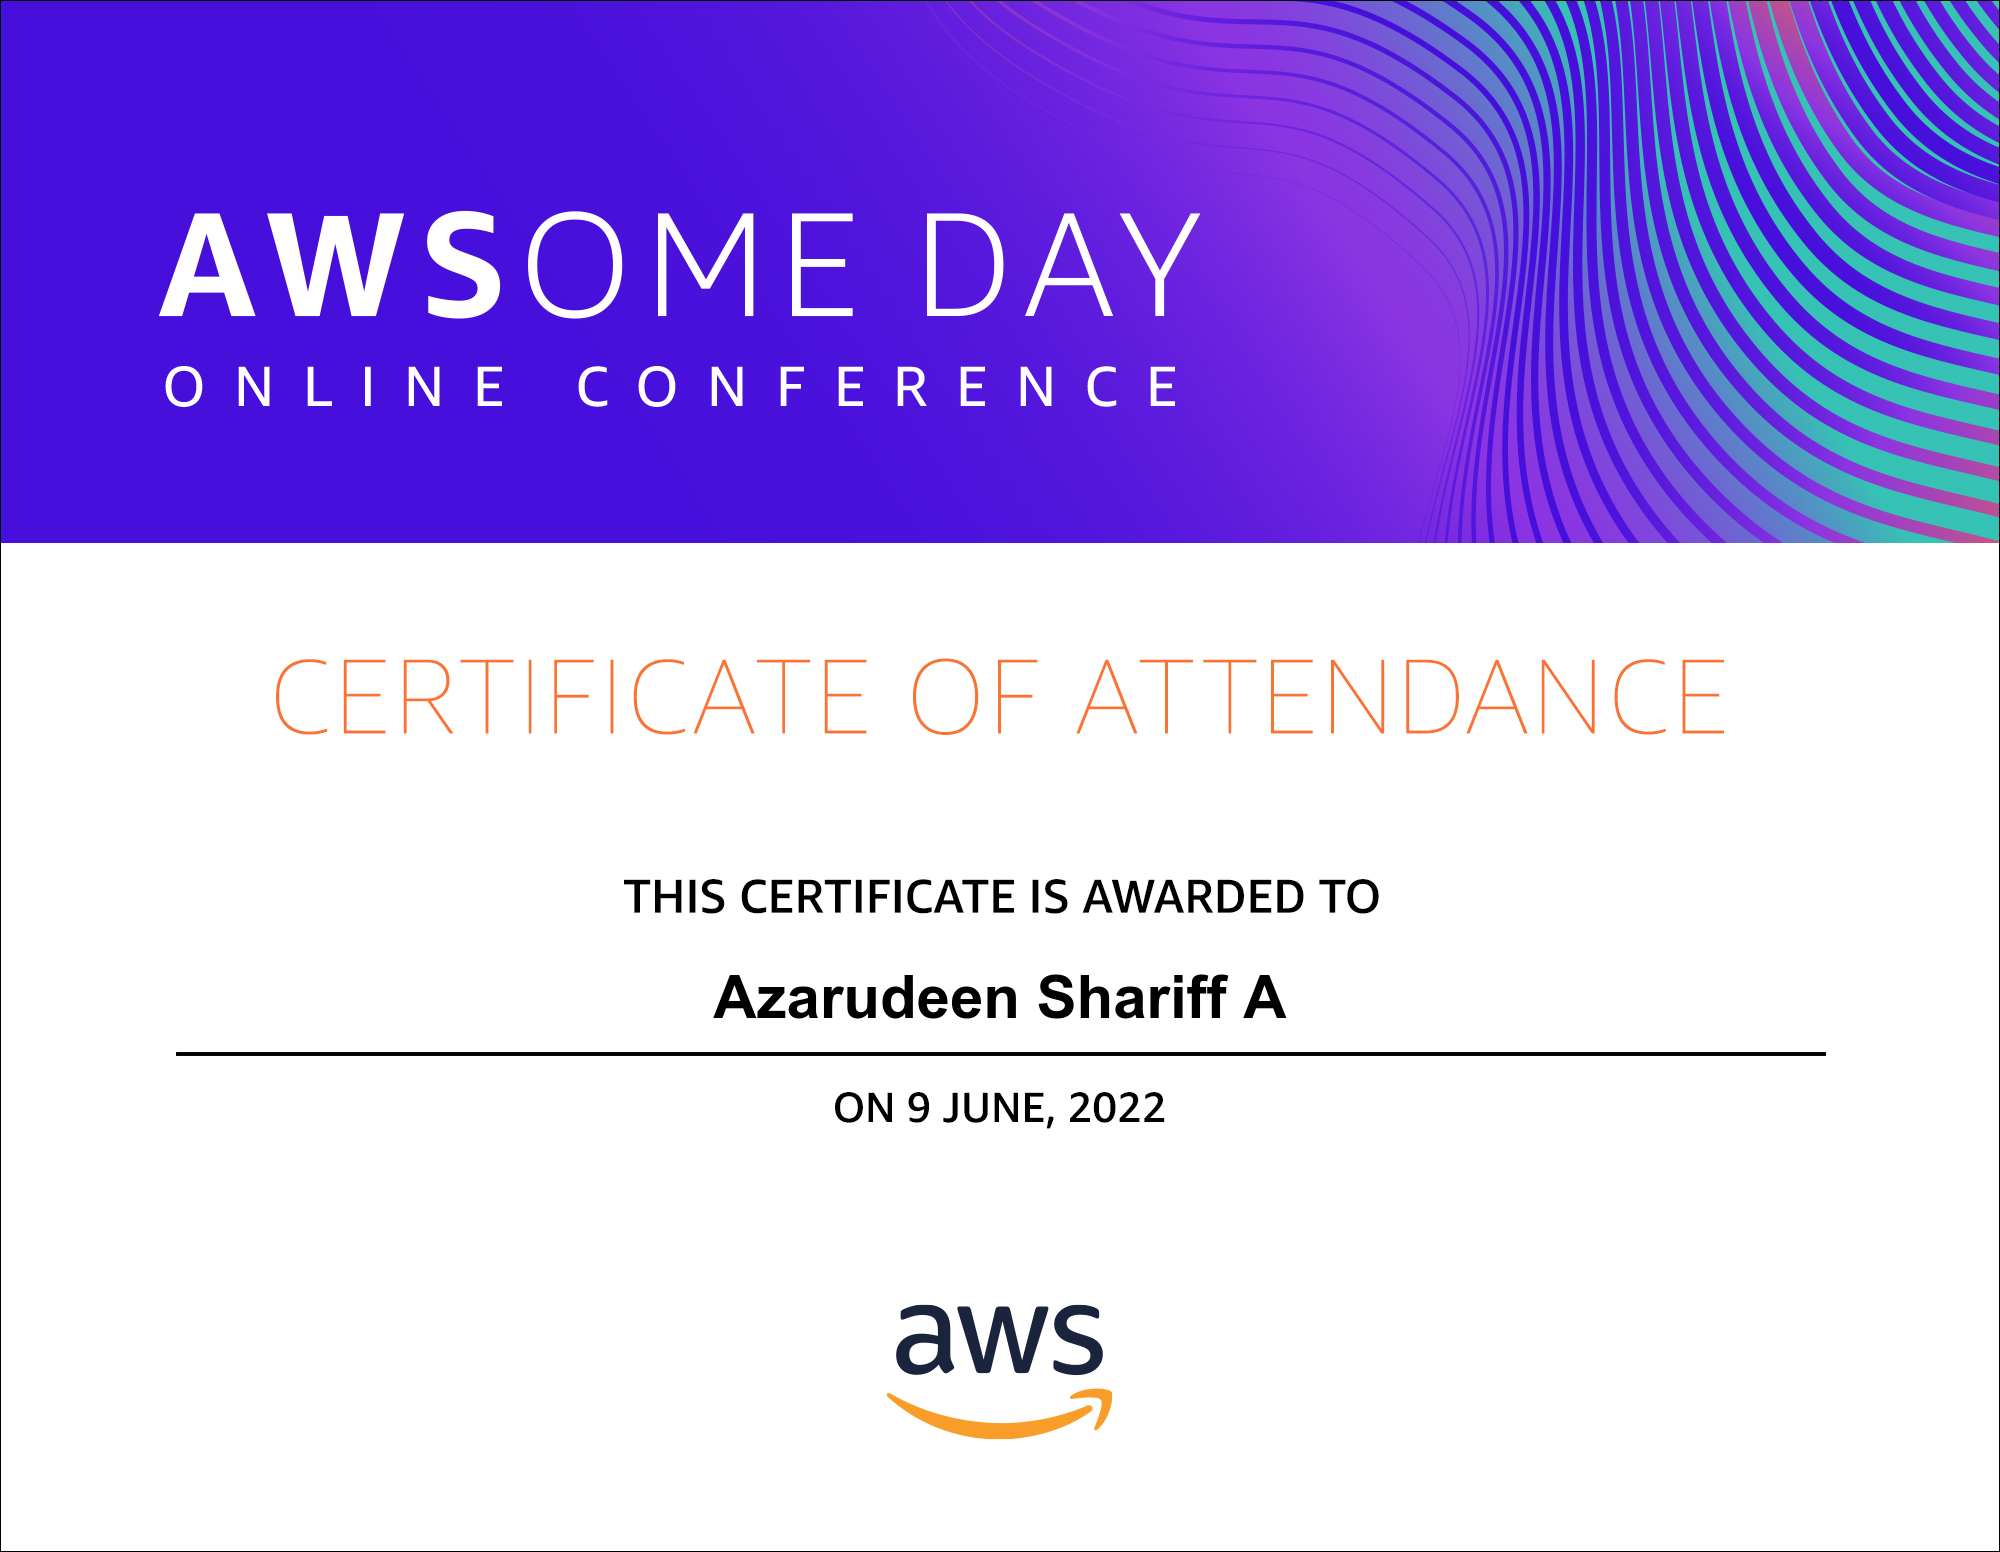 AWSOME DAY
ONLINE CONFERENCE
CERTIFICATE OF ATTENDANCE
THIS CERTIFICATE IS AWARDED TO
Azarudeen Shariff A
ON 9 JUNE, 2022
aws